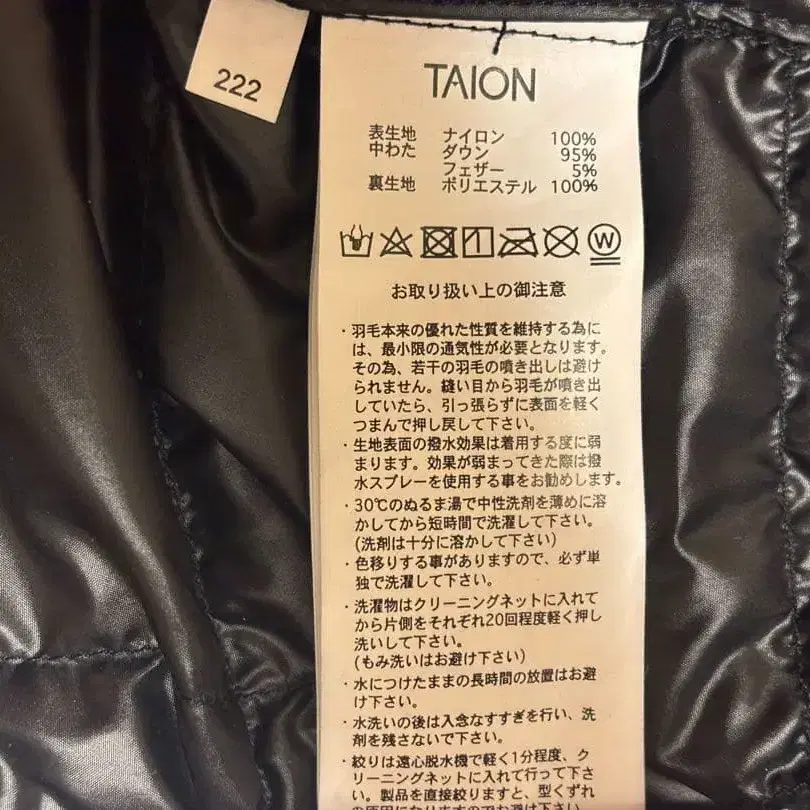 222
TAION
表生地 ナイロン 100%
中わた ダウン 95%
フェザー 5%
裏生地 ポリエステル 100%
W
お取り扱い上の御注意
・羽毛本来の優れた性質を維持する為に
は、最小限の通気性が必要となります。
その為、若干の羽毛の噴き出しは避け
られません。縫い目から羽毛が噴き出
していたら、引っ張らずに表面を軽く
つまんで押し戻して下さい。
・生地表面の撥水効果は着用する度に弱
まります。効果が弱まってきた際は撥
水スプレーを使用する事をお勧めします。
・30℃のぬるま湯で中性洗剤を薄めに溶
かしてから短時間で洗濯して下さい。
(洗剤は十分に溶かして下さい)
・色移りする事がありますので、必ず単
独で洗濯して下さい。
・洗濯物はクリーニングネットに入れて
から片側をそれぞれ20回程度軽く押し
洗いして下さい。
(もみ洗いはお避け下さい)
・水につけたままの長時間の放置はお避
け下さい。
・水洗いの後は入念なすすぎを行い、洗
剤を残さないで下さい。
・絞りは遠心脱水機で軽く1分程度、ク
リーニングネットに入れて行って下さ
い。製品を直接絞りますと、型くずれ
の原因になりますのでお避け下さい。